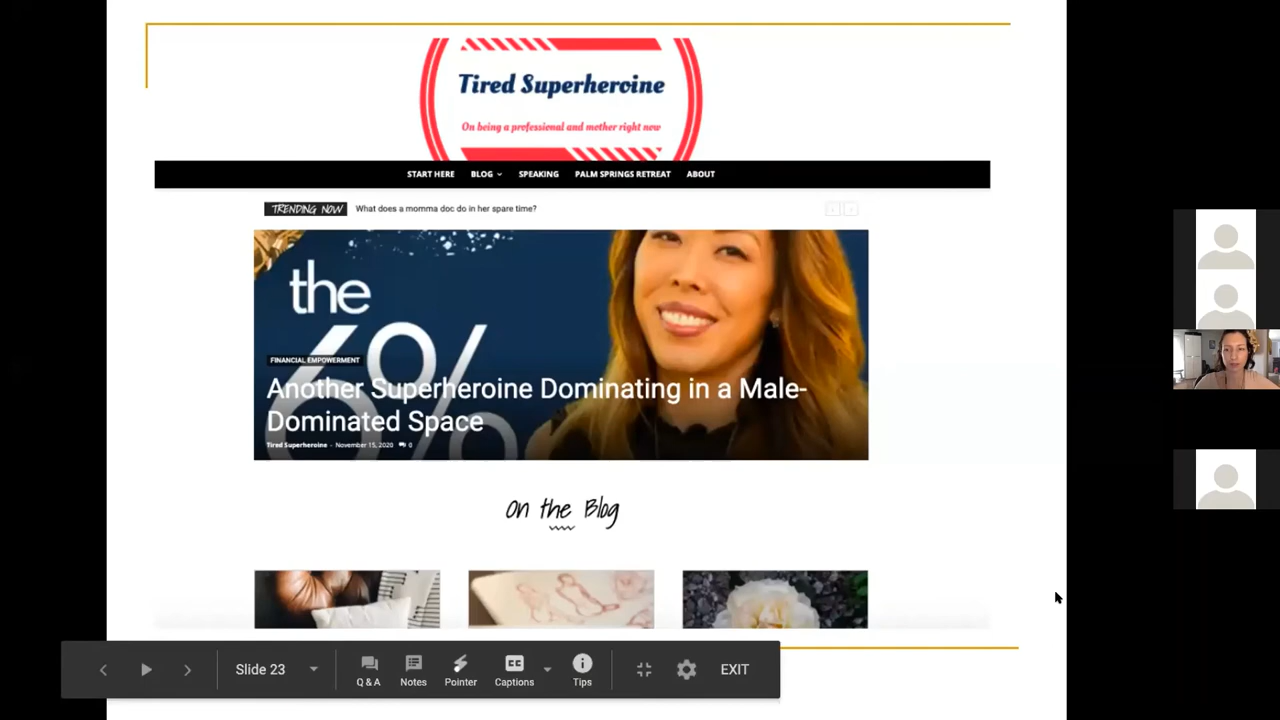 Tired Superheroine
On being a professional and mother right now
START HERE BLOG SPEAKING PALM SPRINGS RETREAT ABOUT
TRENDING NOW What does a momma doc do in her spare time?
the
6%
FINANCIAL EMPOWERMENT
Another Superheroine Dominating in a Male-
Dominated Space
Tired Superheroine - November 15, 2020 0
On the Blog
Slide 23
Q & A Notes Pointer Captions Tips
CC
EXIT